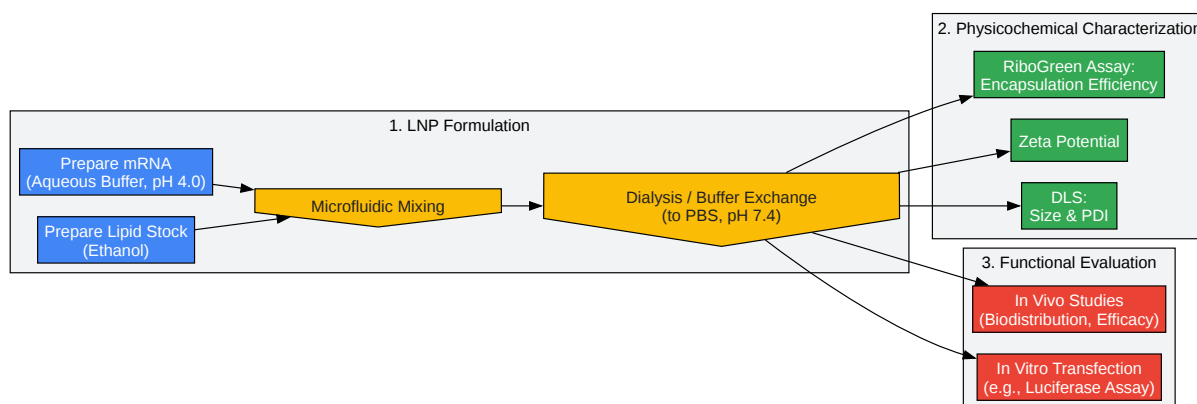 1. LNP Formulation
Prepare mRNA
(Aqueous Buffer, pH 4.0)
Prepare Lipid Stock
(Ethanol)
Microfluidic Mixing
Dialysis / Buffer Exchange
(to PBS, pH 7.4)
2. Physicochemical Characterization
RiboGreen Assay:
Encapsulation Efficiency
Zeta Potential
DLS:
Size & PDI
3. Functional Evaluation
In Vivo Studies
(Biodistribution, Efficacy)
In Vitro Transfection
(e.g., Luciferase Assay)